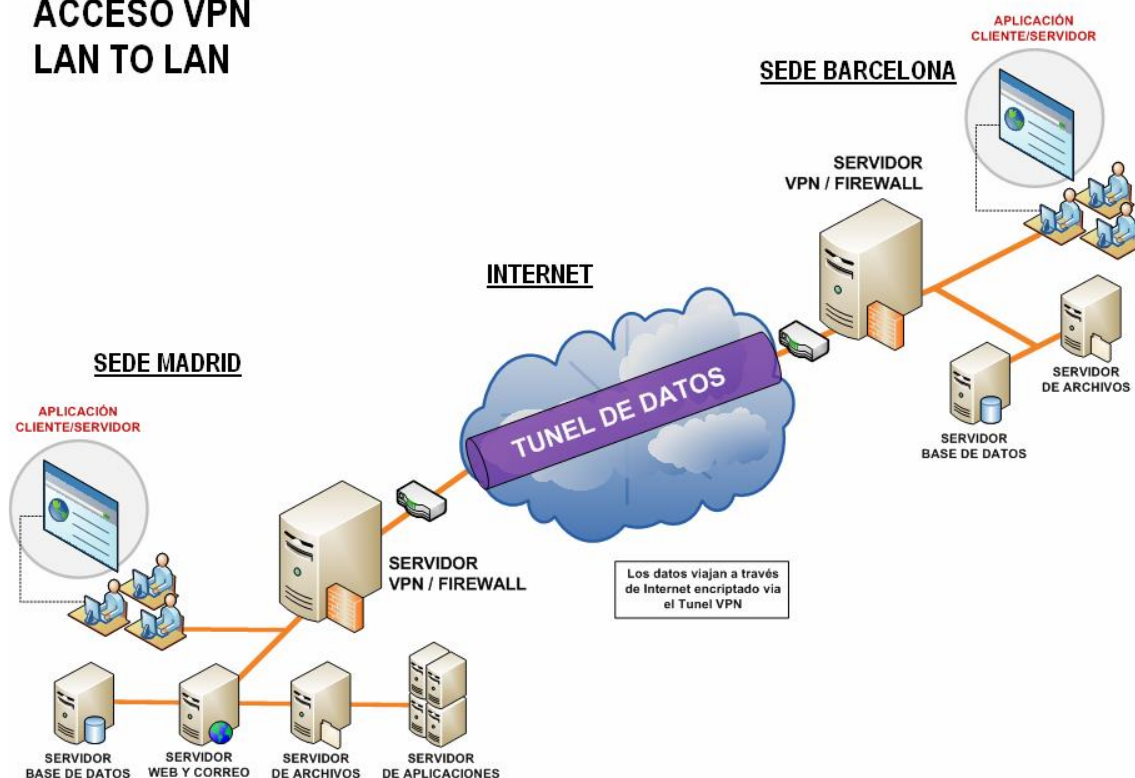 ACCESO VPN
LAN TO LAN
APLICACIÓN
CLIENTE/SERVIDOR
SEDE BARCELONA
SERVIDOR
VPN / FIREWALL
INTERNET
SERVIDOR
DE ARCHIVOS
SERVIDOR
BASE DE DATOS
TUNEL DE DATOS
SEDE MADRID
APLICACIÓN
CLIENTE/SERVIDOR
SERVIDOR
VPN / FIREWALL
Los datos viajan a través
de Internet encriptado via
el Tunel VPN
SERVIDOR
BASE DE DATOS
SERVIDOR
WEB Y CORREO
SERVIDOR
DE ARCHIVOS
SERVIDOR
DE APLICACIONES